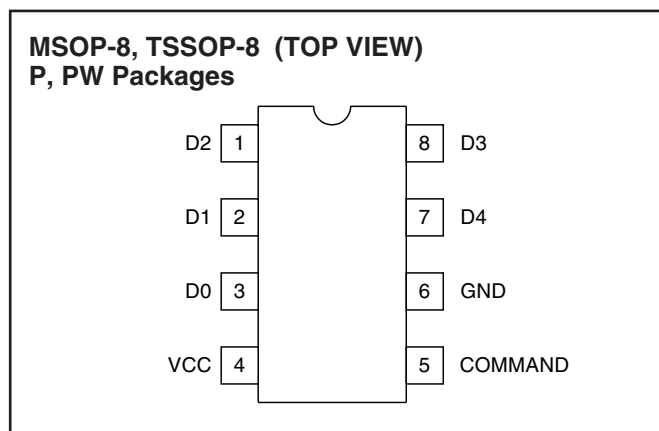 MSOP-8, TSSOP-8 (TOP VIEW)
P, PW Packages
D2 1 8 D3
D1 2 7 D4
D0 3 6 GND
VCC 4 5 COMMAND